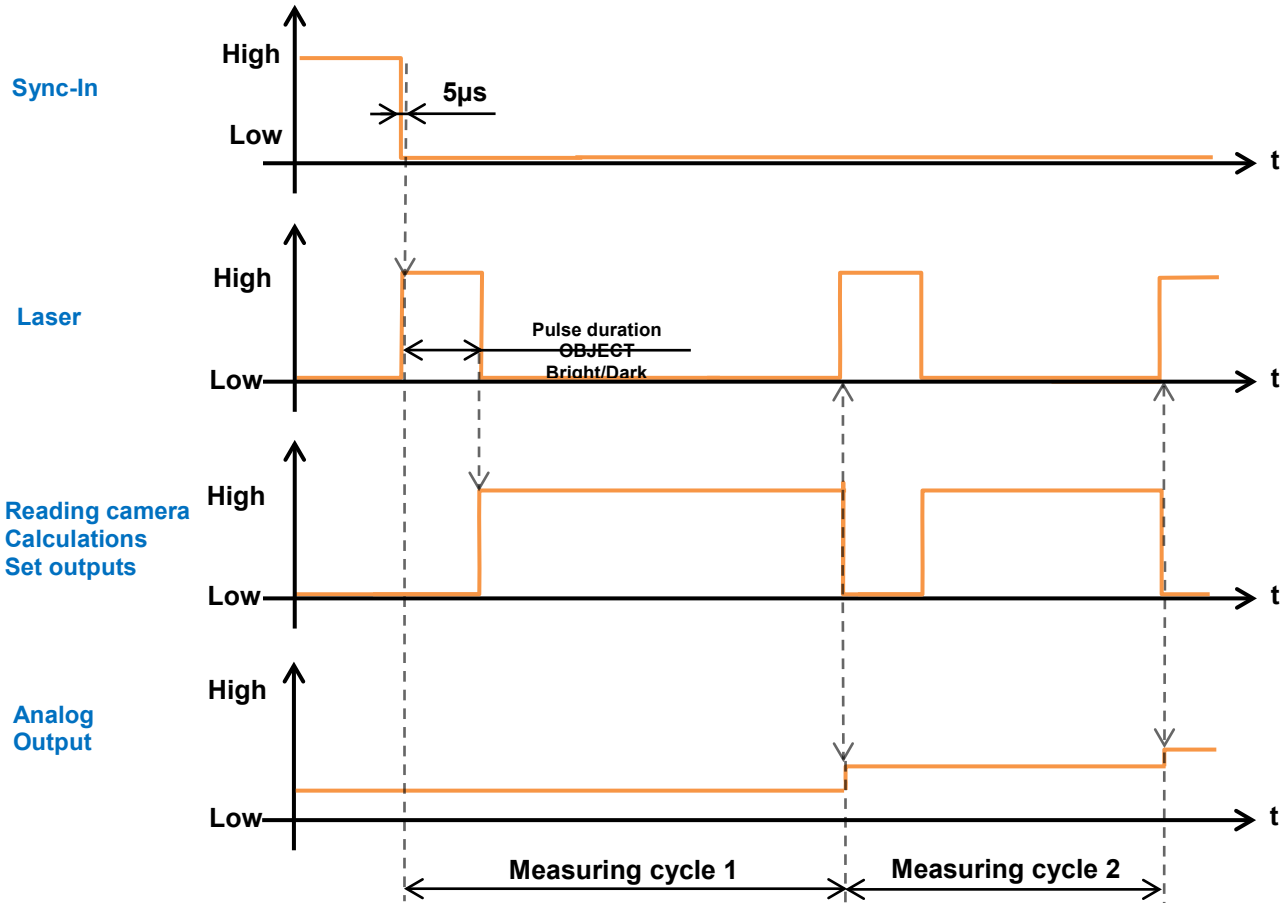 High
Sync-In
5µs
Low
t
High
Laser
Pulse duration
OBJECT
Bright/Dark
Low
t
High
Reading camera
Calculations
Set outputs
Low
t
High
Analog
Output
Low
t
Measuring cycle 1
Measuring cycle 2